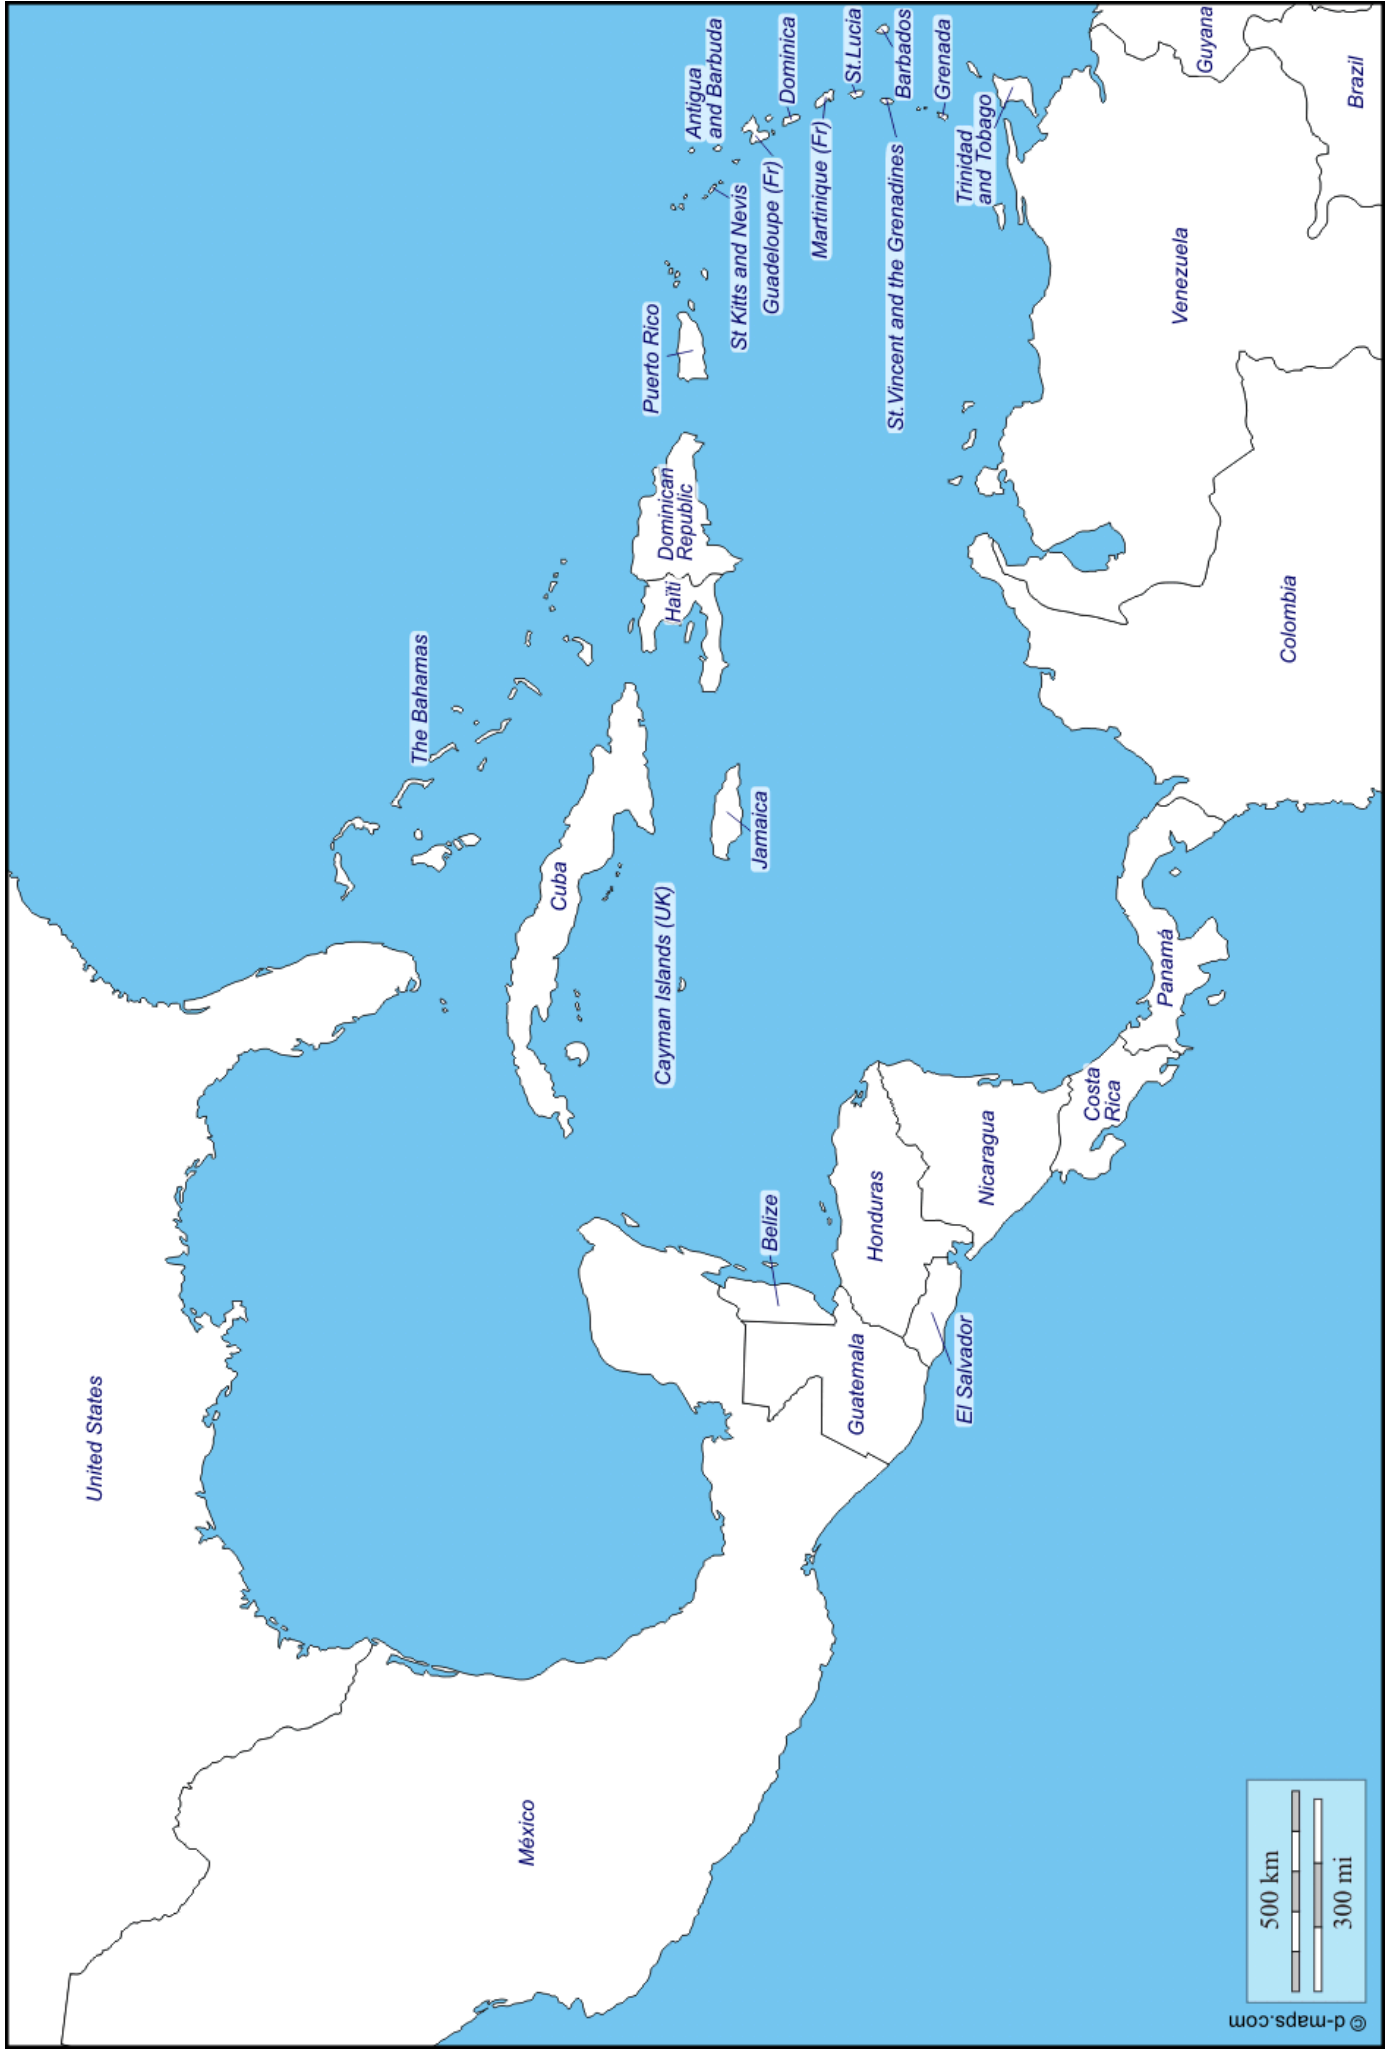 United States
México
The Bahamas
Cuba
Cayman Islands (UK)
Jamaica
Haïti
Dominican
Republic
Puerto Rico
Antigua
and Barbuda
St Kitts and Nevis
Guadeloupe (Fr)
Dominica
Martinique (Fr)
St.Lucia
St.Vincent and the Grenadines
Barbados
Grenada
Trinidad
and Tobago
Belize
Guatemala
Honduras
El Salvador
Nicaragua
Costa
Rica
Panamá
Colombia
Venezuela
Guyana
Brazil
500 km
300 mi
© d-maps.com